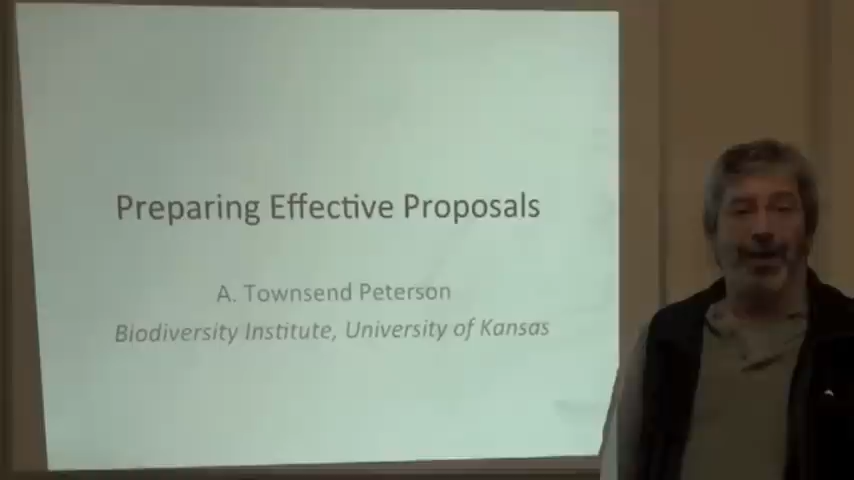 Preparing Effective Proposals
A. Townsend Peterson
Biodiversity Institute, University of Kansas